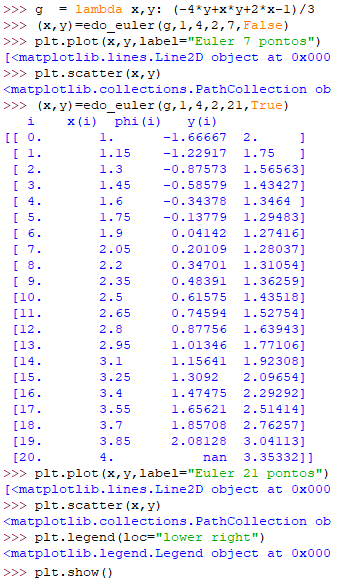 >>> g  = lambda x,y: (-4*y+x*y+2*x-1)/3
>>> (x,y)=edo_euler(g,1,4,2,7,False)
>>> plt.plot(x,y,label="Euler 7 pontos")
[<matplotlib.lines.Line2D object at 0x000
>>> plt.scatter(x,y)
<matplotlib.collections.PathCollection ob
>>> (x,y)=edo_euler(g,1,4,2,21,True)
i x(i) phi(i) y(i)
[[ 0. 1. -1.66667 2. ]
[ 1. 1.15 -1.22917 1.75 ]
[ 2. 1.3 -0.87573 1.56563]
[ 3. 1.45 -0.58579 1.43427]
[ 4. 1.6 -0.34378 1.3464 ]
[ 5. 1.75 -0.13779 1.29483]
[ 6. 1.9 0.04142 1.27416]
[ 7. 2.05 0.20109 1.28037]
[ 8. 2.2 0.34701 1.31054]
[ 9. 2.35 0.48391 1.36259]
[10. 2.5 0.61575 1.43518]
[11. 2.65 0.74594 1.52754]
[12. 2.8 0.87756 1.63943]
[13. 2.95 1.01346 1.77106]
[14. 3.1 1.15641 1.92308]
[15. 3.25 1.3092 2.09654]
[16. 3.4 1.47475 2.29292]
[17. 3.55 1.65621 2.51414]
[18. 3.7 1.85708 2.76257]
[19. 3.85 2.08128 3.04113]
[20. 4. nan 3.35332]]
>>> plt.plot(x,y,label="Euler 21 pontos")
[<matplotlib.lines.Line2D object at 0x000
>>> plt.scatter(x,y)
<matplotlib.collections.PathCollection ob
>>> plt.legend(loc="lower right")
<matplotlib.legend.Legend object at 0x000
>>> plt.show()